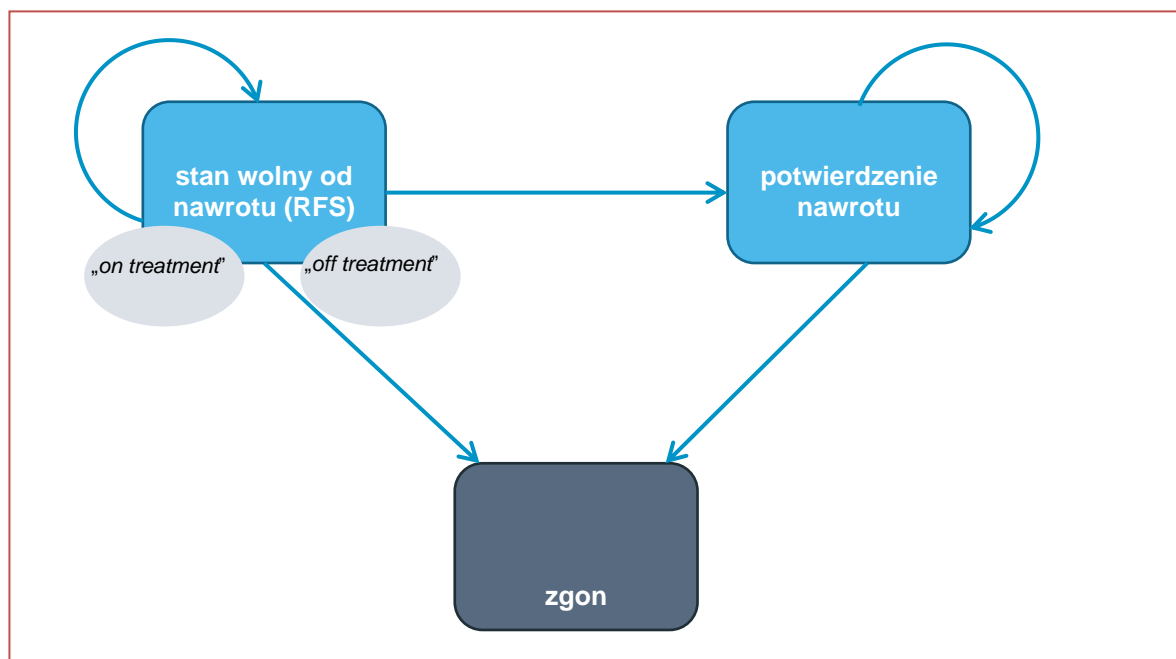 stan wolny od
nawrotu (RFS)
potwierdzenie
nawrotu
„on treatment”
„off treatment”
zgon